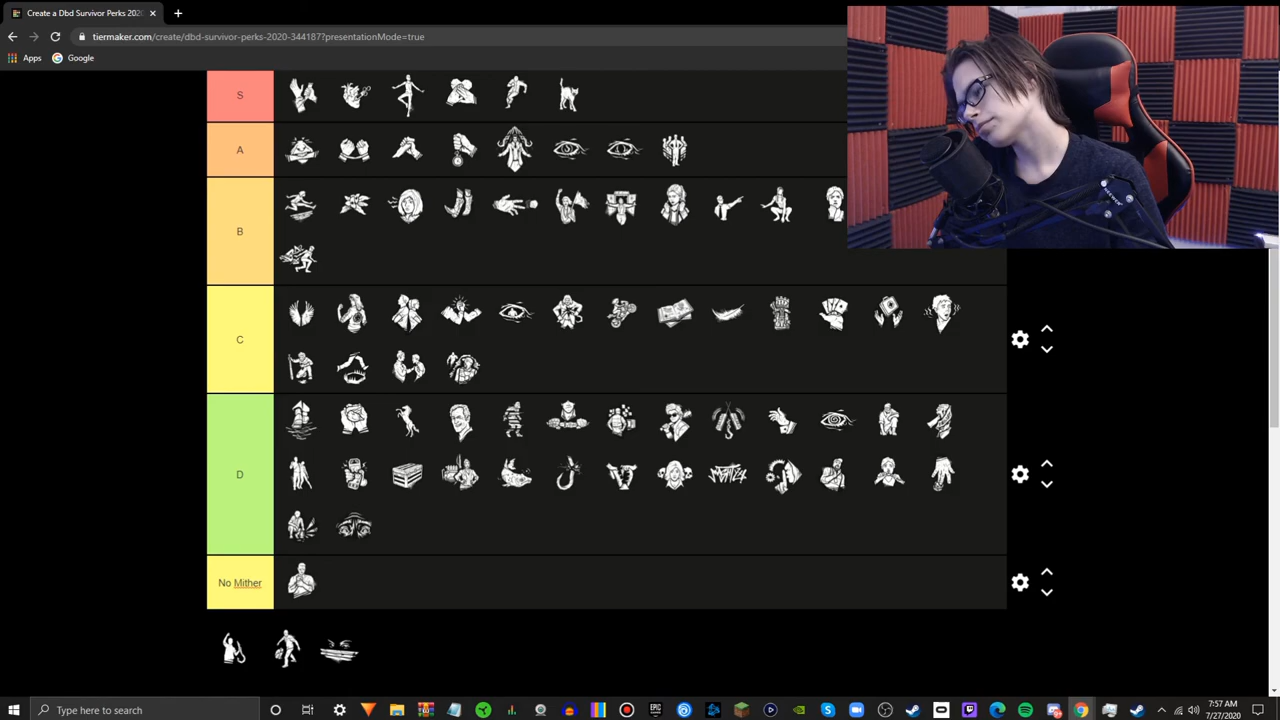 Create a Dbd Survivor Perks 2020
tiermaker.com/create/dbd-survivor-perks-2020-344187?presentationMode=true
Apps
Google
S
A
B
C
D
No Mither
Type here to search
7:57 AM
7/27/2020